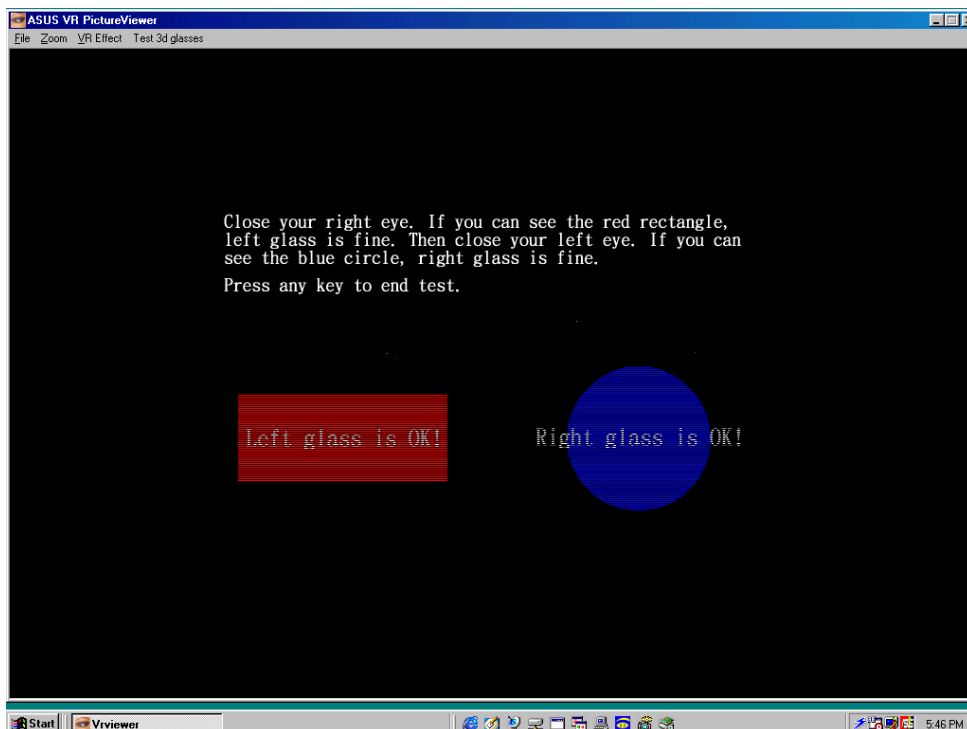 ASUS VR PictureViewer
File Zoom VR Effect Test 3d glasses
Close your right eye. If you can see the red rectangle,
left glass is fine. Then close your left eye. If you can
see the blue circle, right glass is fine.
Press any key to end test.
Left glass is OK! Right glass is OK!
Start Vrviewer 5:46 PM